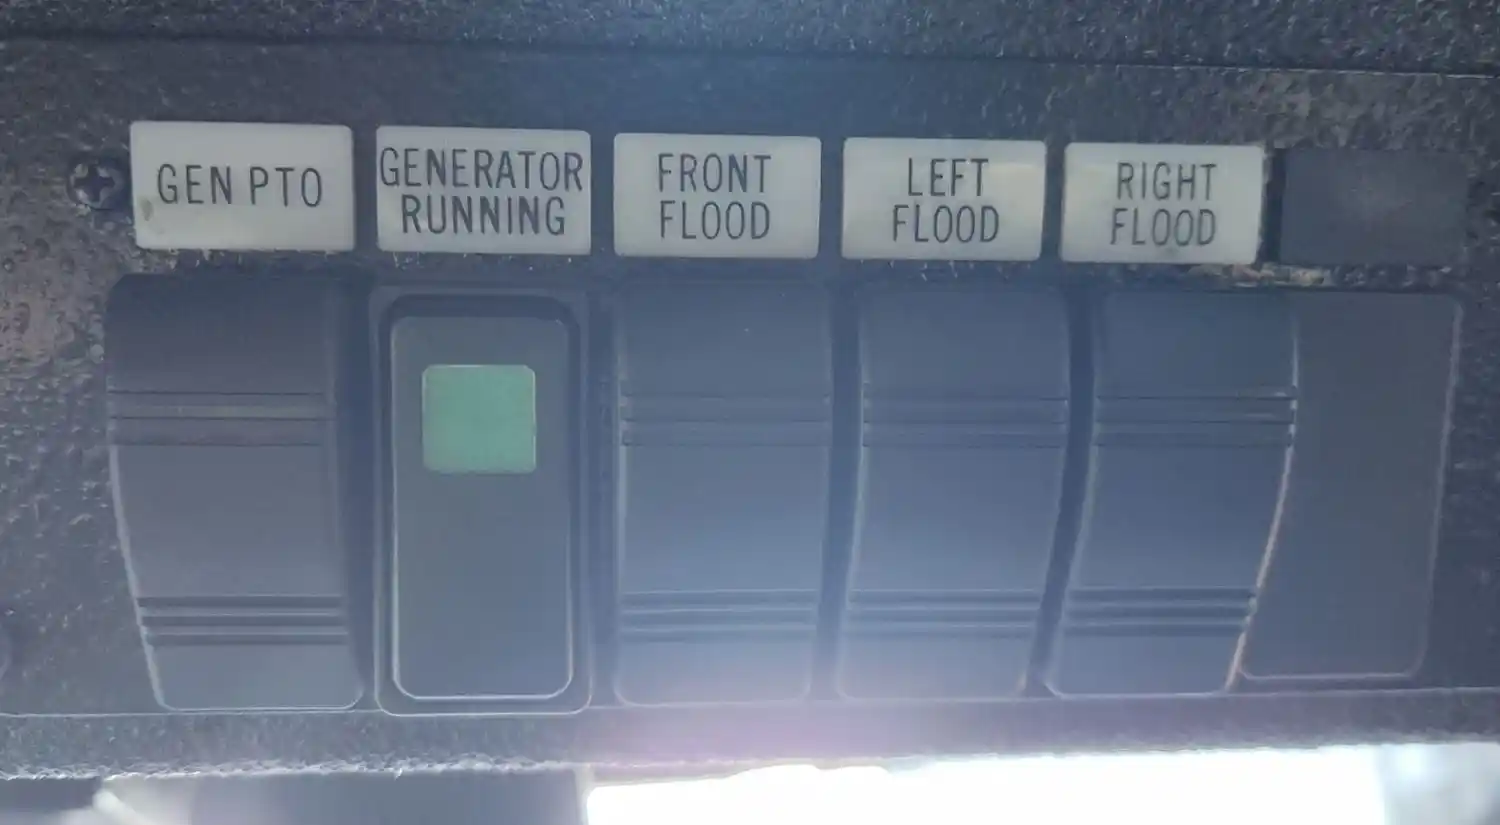 GEN PTO
GENERATOR
RUNNING
FRONT
FLOOD
LEFT
FLOOD
RIGHT
FLOOD